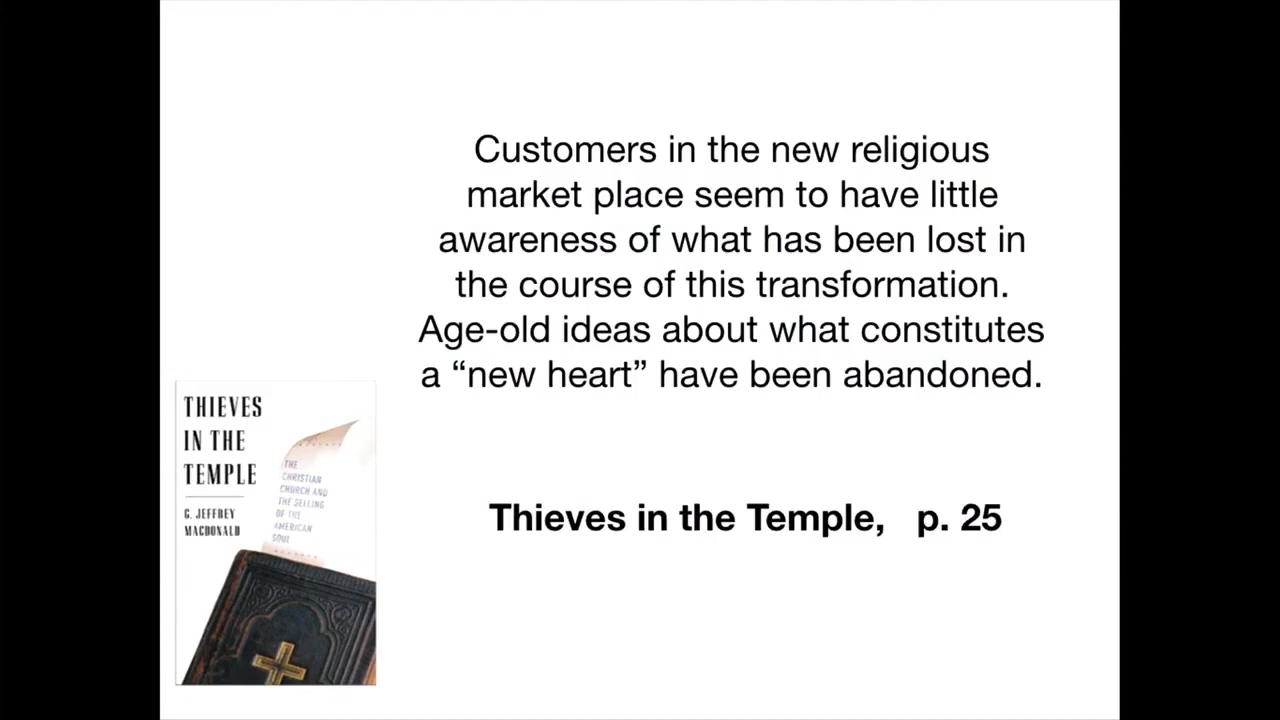 Customers in the new religious
market place seem to have little
awareness of what has been lost in
the course of this transformation.
Age-old ideas about what constitutes
a “new heart” have been abandoned.
Thieves in the Temple, p. 25
THIEVES
IN THE
TEMPLE
G. JEFFREY
MACDONALD
THE
CHRISTIAN
CHURCH AND
THE SELLING
OF THE
AMERICAN
SOUL